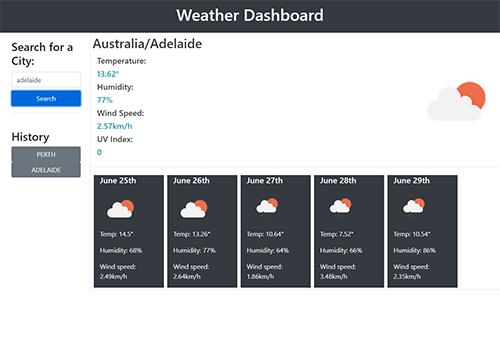 Weather Dashboard
Search for a
City:
adelaide
Search
History
PERTH
ADELAIDE
Australia/Adelaide
Temperature:
13.62°
Humidity:
77%
Wind Speed:
2.57km/h
UV Index:
0
June 25th
Temp: 14.5°
Humidity: 68%
Wind speed:
2.49km/h
June 26th
Temp: 13.26°
Humidity: 77%
Wind speed:
2.64km/h
June 27th
Temp: 10.64°
Humidity: 64%
Wind speed:
1.86km/h
June 28th
Temp: 7.52°
Humidity: 66%
Wind speed:
3.48km/h
June 29th
Temp: 10.54°
Humidity: 86%
Wind speed:
2.35km/h